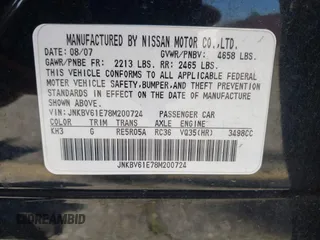 MANUFACTURED BY NISSAN MOTOR CO.,LTD.
DATE: 08/07 GVWR/PNBV: 4658 LBS.
GAWR/PNBE FR: 2213 LBS. RR: 2465 LBS.
THIS VEHICLE CONFORMS TO ALL APPLICABLE FEDERAL
MOTOR VEHICLE SAFETY, BUMPER, AND THEFT PREVENTION
STANDARDS IN EFFECT ON THE DATE OF MANUFACTURE
SHOWN ABOVE.
VIN: JNKBV61E78M200724 PASSENGER CAR
COLOR TRIM TRANS AXLE ENGINE
KH3 G RE5R05A RC36 VQ35(HR) 3498CC
JNKBV61E78M200724
AUTOBIDMASTER